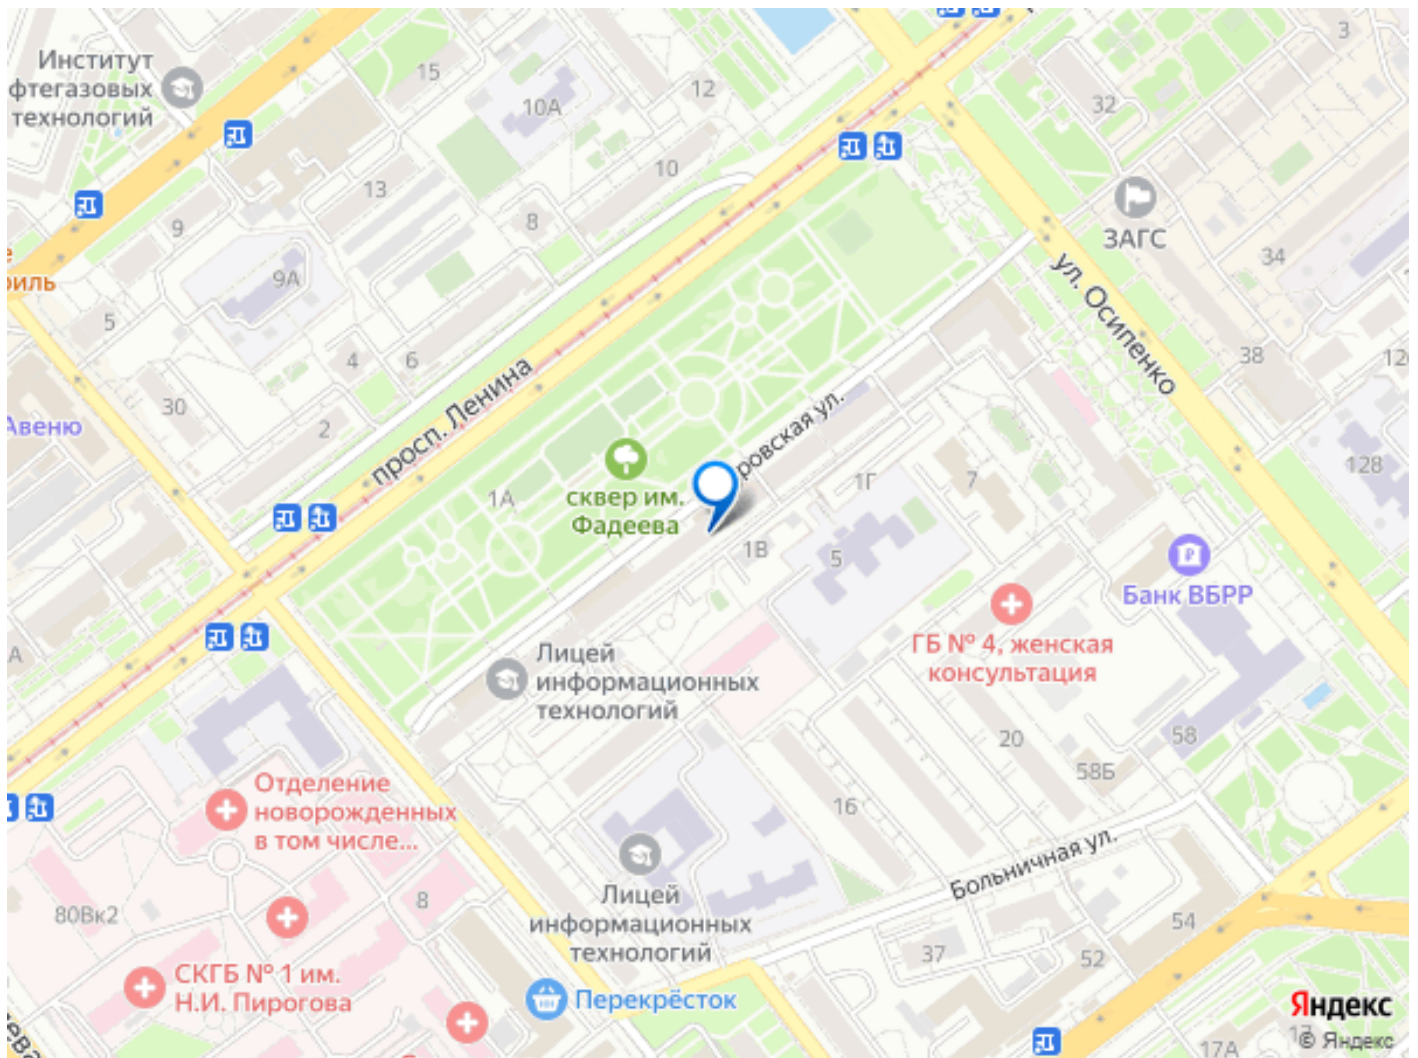 Институт
фтегазовых
технологий
15
10А
12
3
32
13
10
9
8
ЗАГС
34
е
риль
9А
5
4
6
ул. Осипенко
38
12
30
2
просп. Ленина
Авеню
ровская ул.
128
1А
сквер им.
Фадеева
1Г
7
1В
5
Банк ВБРР
ГБ № 4, женская
консультация
А
Лицей
информационных
технологий
20
58
58Б
Отделение
новорожденных
в том числе...
16
Больничная ул.
Лицей
информационных
технологий
8
80Вк2
54
37
52
СКГБ № 1 им.
Н.И. Пирогова
Перекрёсток
ева
Яндекс
17А
© Яндекс